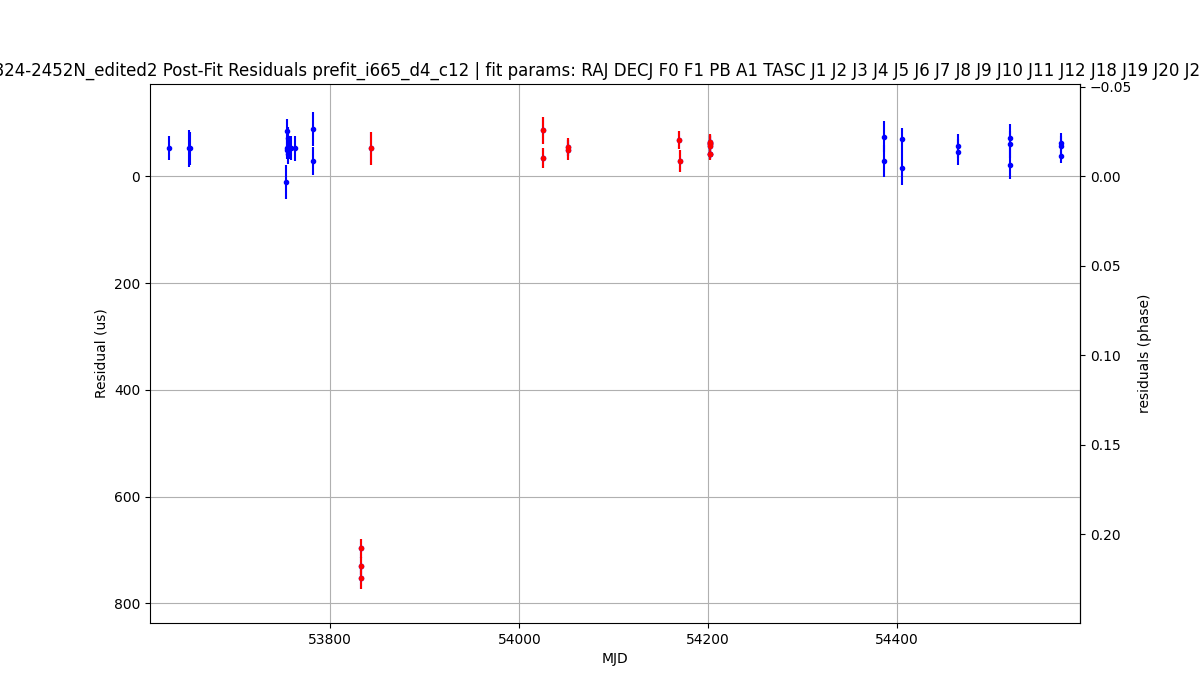 324-2452N_edited2 Post-Fit Residuals prefit_i665_d4_c12 | fit params: RAJ DECJ F0 F1 PB A1 TASC J1 J2 J3 J4 J5 J6 J7 J8 J9 J10 J11 J12 J18 J19 J20 J2
−0.05
0 0.00
200 0.05
0.10
Residual (us)
residuals (phase)
400
0.15
600
0.20
800
53800 54000 54200 54400
MJD